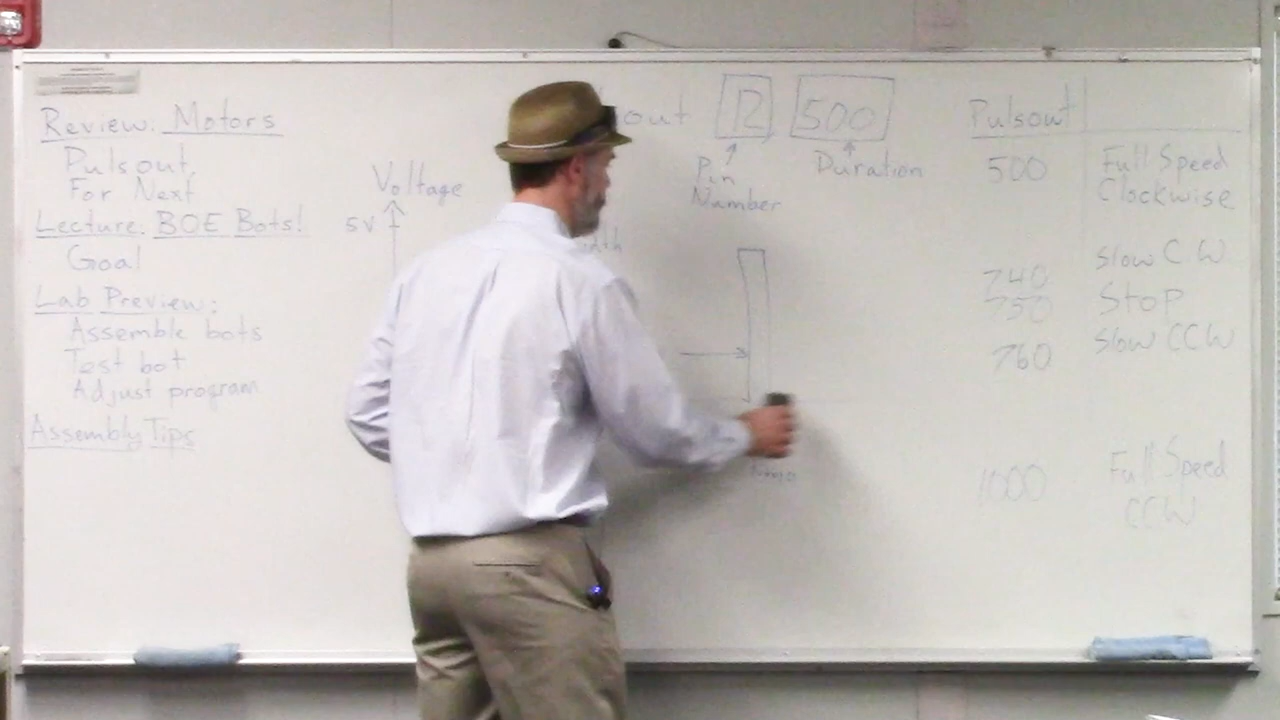 Review: Motors
Pulsout,
For Next
Lecture: BOE Bots!
Goal
Lab Preview:
Assemble bots
Test bot
Adjust program
Assembly Tips
Voltage
5V
out 12 500
Pin
Number
Duration
Pulsout
500 Full Speed
Clockwise
740 Slow CW
750 Stop
760 Slow CCW
1000 Full Speed
CCW